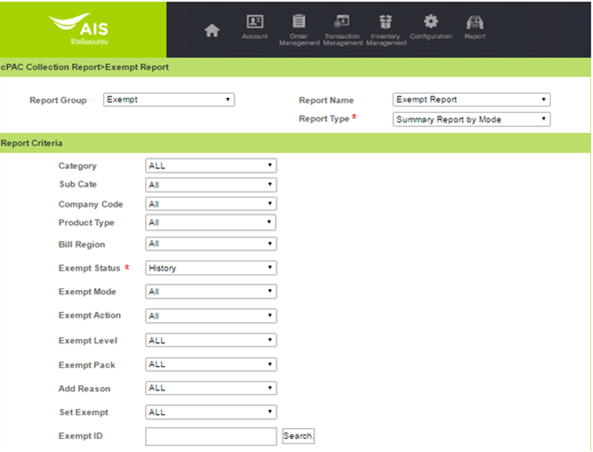 AIS
Account
Order Management
Transaction Management
Inventory Management
Configuration
Report
cPAC Collection Report>Exempt Report
Report Group Exempt
Report Name Exempt Report
Report Type * Summary Report by Mode
Report Criteria
Category ALL
Sub Cate All
Company Code All
Product Type All
Bill Region All
Exempt Status * History
Exempt Mode All
Exempt Action All
Exempt Level ALL
Exempt Pack ALL
Add Reason ALL
Set Exempt ALL
Exempt ID Search.